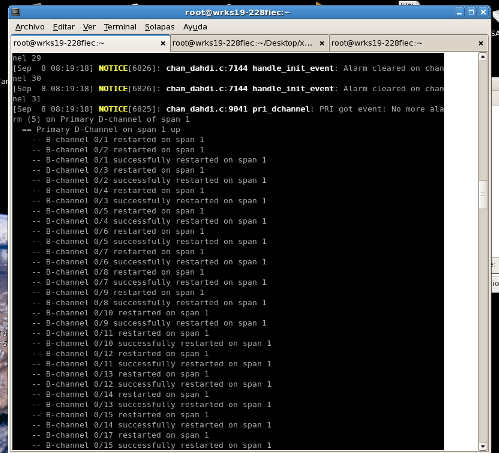 root@wrks19-228fiec:~
Archivo Editar Ver Terminal Solapas Ayuda
root@wrks19-228fiec:~ root@wrks19-228fiec:~/Desktop/x... root@wrks19-228fiec:~
nel 29
[Sep  8 08:19:18] NOTICE[6826]: chan_dahdi.c:7144 handle_init_event: Alarm cleared on chan
nel 30
[Sep  8 08:19:18] NOTICE[6826]: chan_dahdi.c:7144 handle_init_event: Alarm cleared on chan
nel 31
[Sep  8 08:19:18] NOTICE[6825]: chan_dahdi.c:9041 pri_dchannel: PRI got event: No more ala
rm (5) on Primary D-Channel of span 1
== Primary D-Channel on span 1 up
-- B-channel 0/1 restarted on span 1
-- B-channel 0/2 restarted on span 1
-- B-channel 0/1 successfully restarted on span 1
-- B-channel 0/3 restarted on span 1
-- B-channel 0/2 successfully restarted on span 1
-- B-channel 0/4 restarted on span 1
-- B-channel 0/3 successfully restarted on span 1
-- B-channel 0/5 restarted on span 1
-- B-channel 0/4 successfully restarted on span 1
-- B-channel 0/6 restarted on span 1
-- B-channel 0/5 successfully restarted on span 1
-- B-channel 0/7 restarted on span 1
-- B-channel 0/6 successfully restarted on span 1
-- B-channel 0/8 restarted on span 1
-- B-channel 0/7 successfully restarted on span 1
-- B-channel 0/9 restarted on span 1
-- B-channel 0/8 successfully restarted on span 1
-- B-channel 0/10 restarted on span 1
-- B-channel 0/9 successfully restarted on span 1
-- B-channel 0/11 restarted on span 1
-- B-channel 0/10 successfully restarted on span 1
-- B-channel 0/12 restarted on span 1
-- B-channel 0/11 successfully restarted on span 1
-- B-channel 0/13 restarted on span 1
-- B-channel 0/12 successfully restarted on span 1
-- B-channel 0/14 restarted on span 1
-- B-channel 0/13 successfully restarted on span 1
-- B-channel 0/15 restarted on span 1
-- B-channel 0/14 successfully restarted on span 1
-- B-channel 0/17 restarted on span 1
-- B-channel 0/15 successfully restarted on span 1